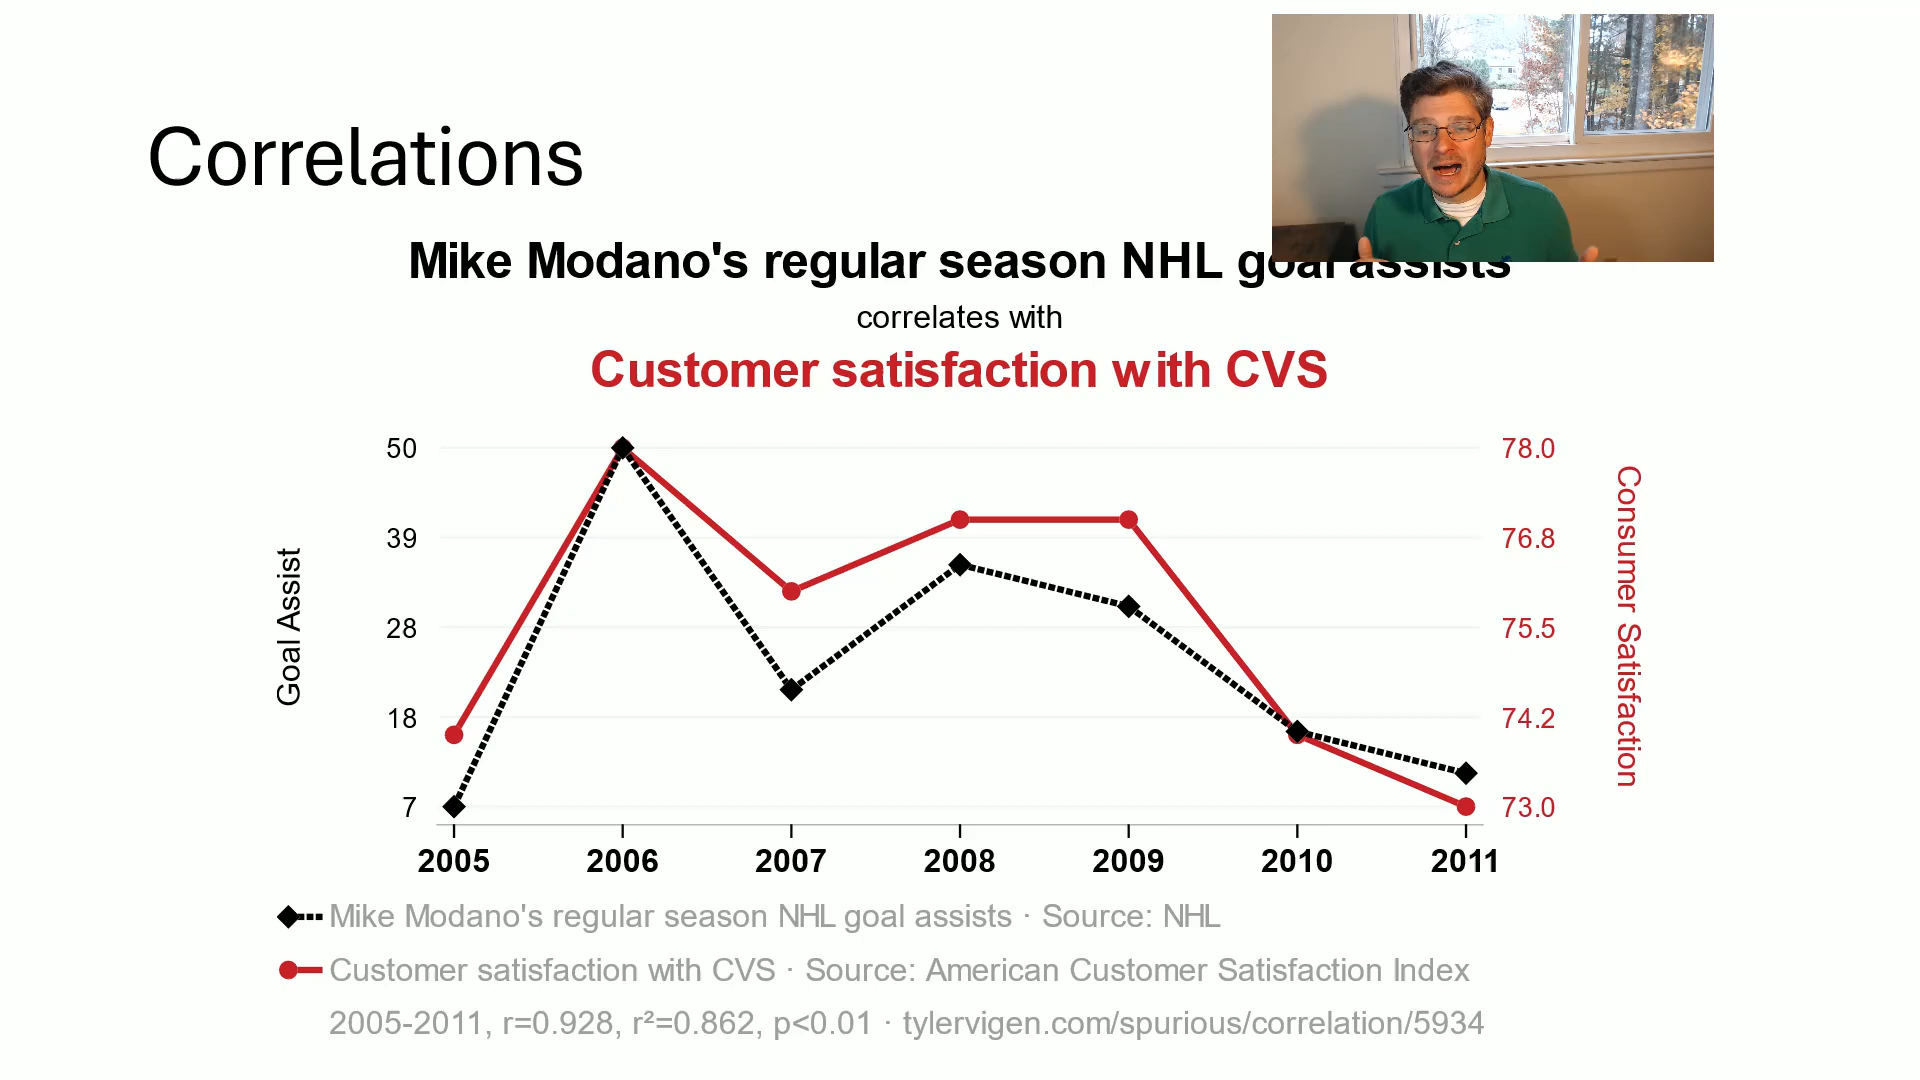 Correlations
Mike Modano's regular season NHL goal assists
correlates with
Customer satisfaction with CVS
50
39
28
18
7
Goal Assist
78.0
76.8
75.5
74.2
73.0
Consumer Satisfaction
2005 2006 2007 2008 2009 2010 2011
Mike Modano's regular season NHL goal assists · Source: NHL
Customer satisfaction with CVS · Source: American Customer Satisfaction Index
2005-2011, r=0.928, r²=0.862, p<0.01 · tylervigen.com/spurious/correlation/5934